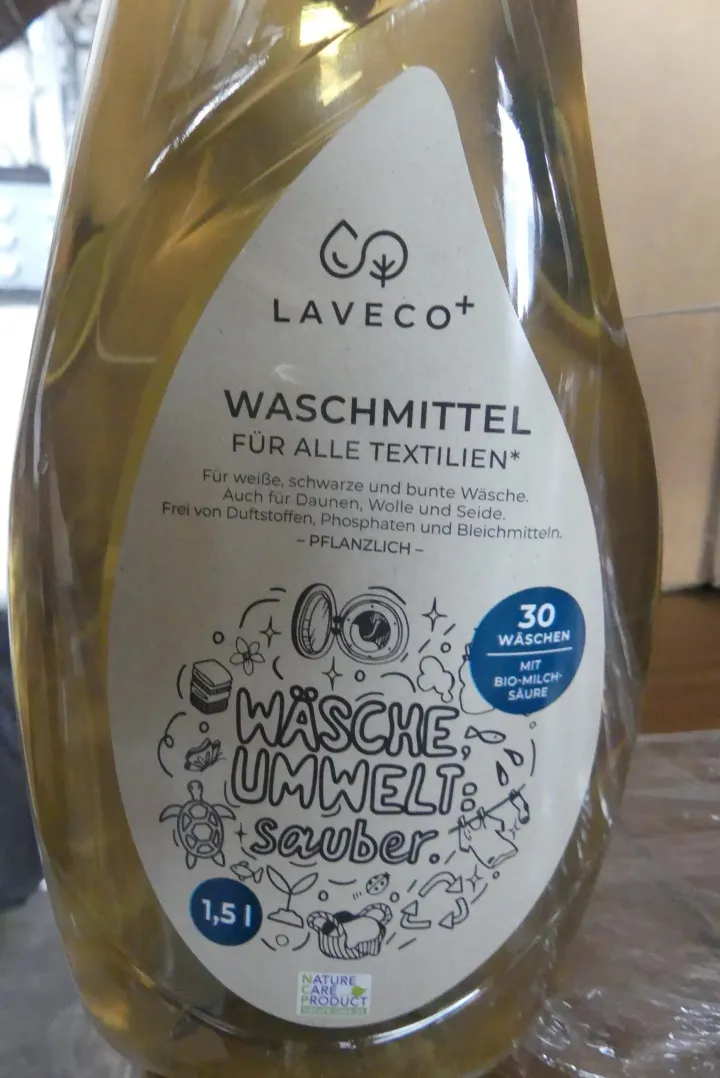 LAVECO+
WASCHMITTEL
FÜR ALLE TEXTILIEN*
Für weiße, schwarze und bunte Wäsche.
Auch für Daunen, Wolle und Seide.
Frei von Duftstoffen, Phosphaten und Bleichmitteln.
– PFLANZLICH –
30
WÄSCHEN
MIT
BIO-MILCH-
SÄURE
WÄSCHE,
UMWELT:
sauber.
1,5 l
NATURE
CARE
PRODUCT